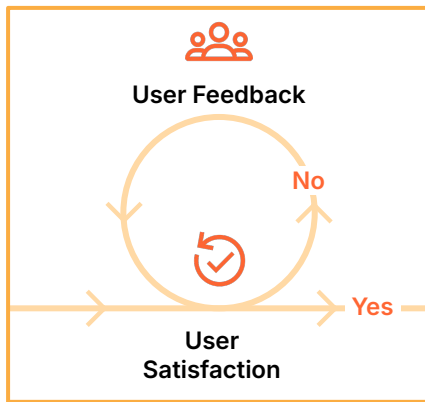 User Feedback
No
Yes
User
Satisfaction